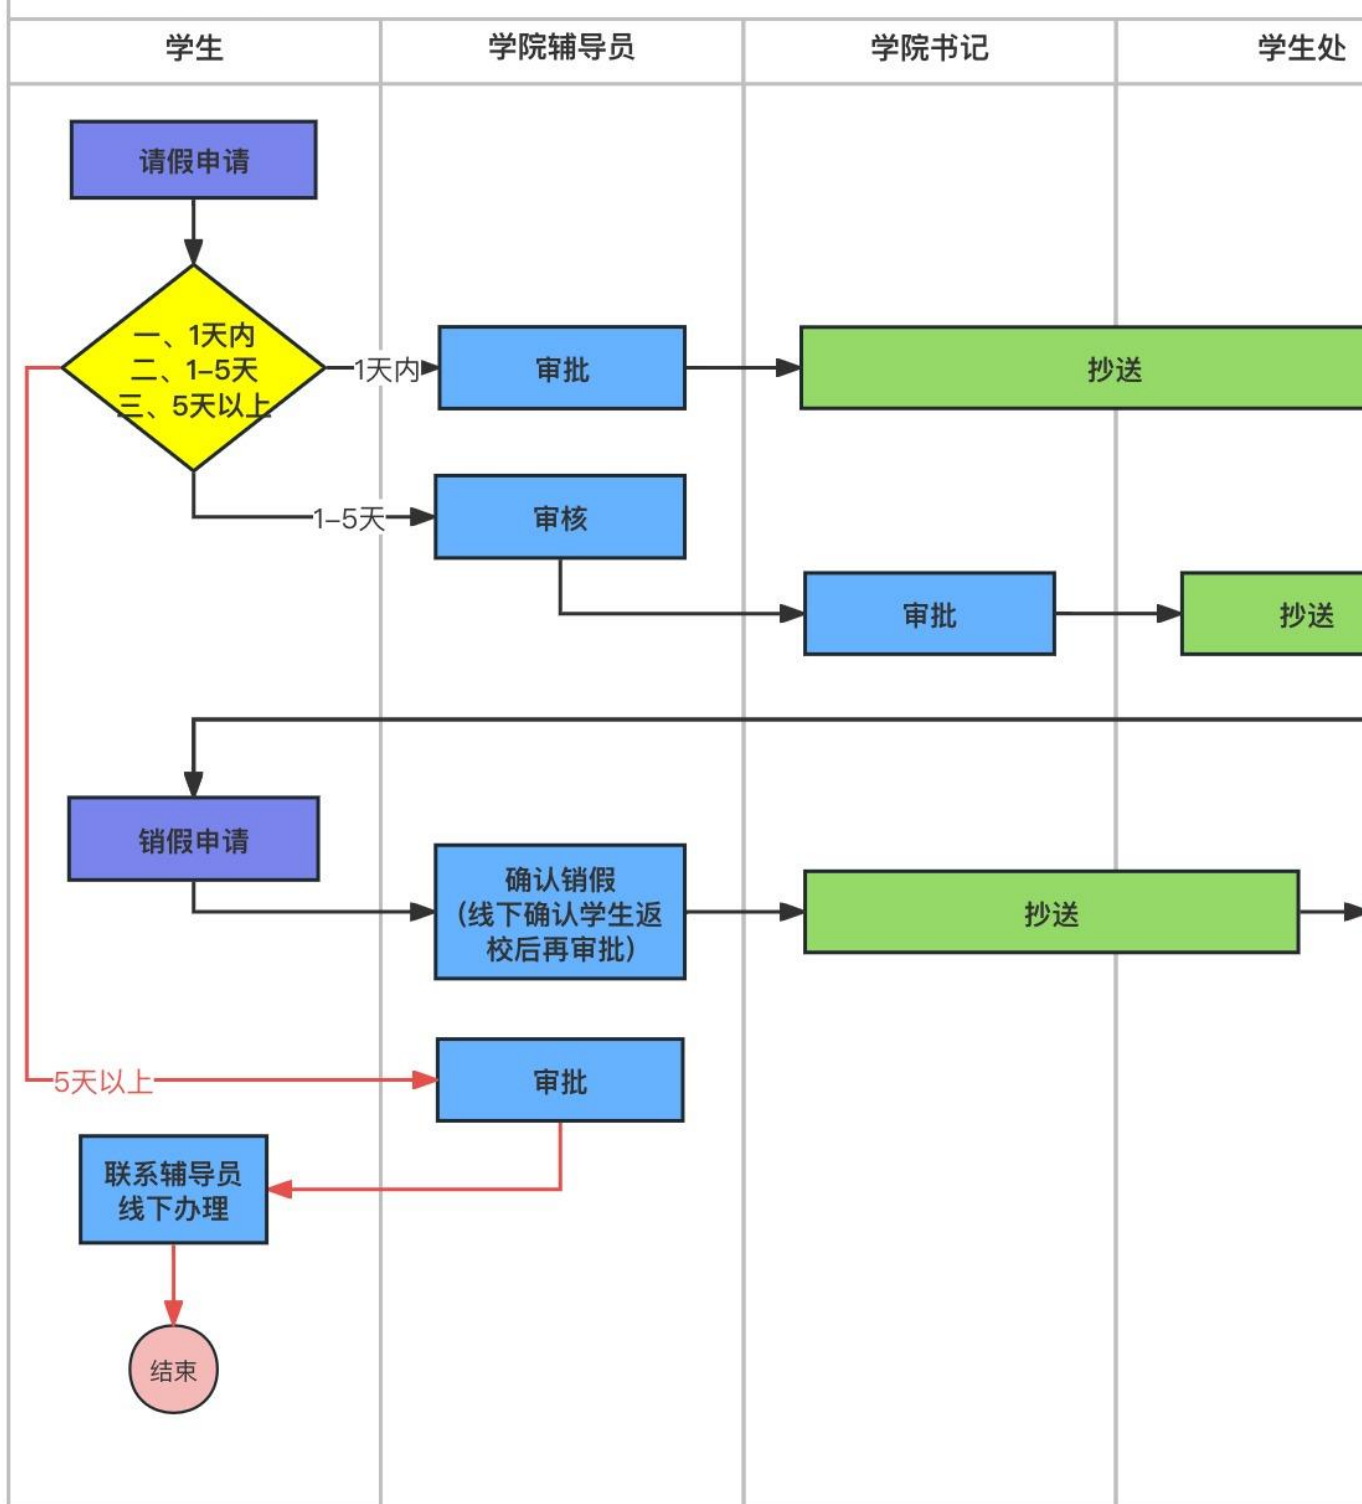 学生
学院辅导员
学院书记
学生处
请假申请
一、1天内
二、1-5天
三、5天以上
1天内
审批
抄送
1-5天
审核
审批
抄送
销假申请
确认销假
(线下确认学生返
校后再审批)
抄送
5天以上
审批
联系辅导员
线下办理
结束